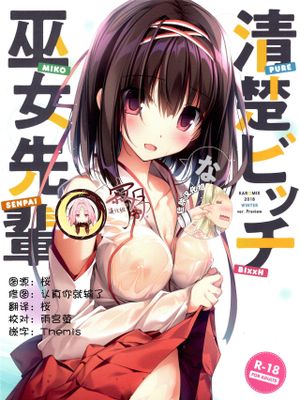 清楚ビッチ
な
巫女先輩
PURE
BixxH
MIKO
SENPAI
2018
WINTER
图源：桜
修图：认真你就输了
翻译：桜
校对：雨宫萤
嵌字：Themis
R-18
FOR ADULTS